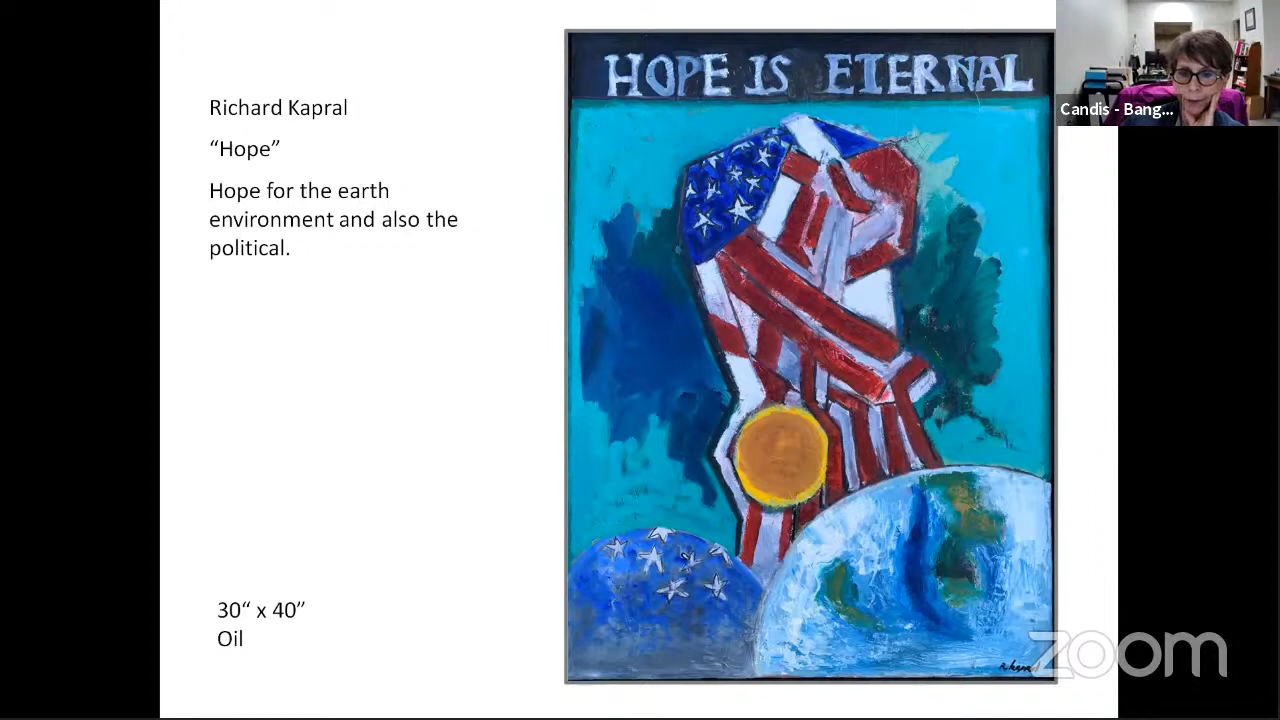 HOPE IS ETERNAL
Richard Kapral
“Hope”
Hope for the earth
environment and also the
political.
30“ x 40”
Oil
Candis - Bang...
zoom